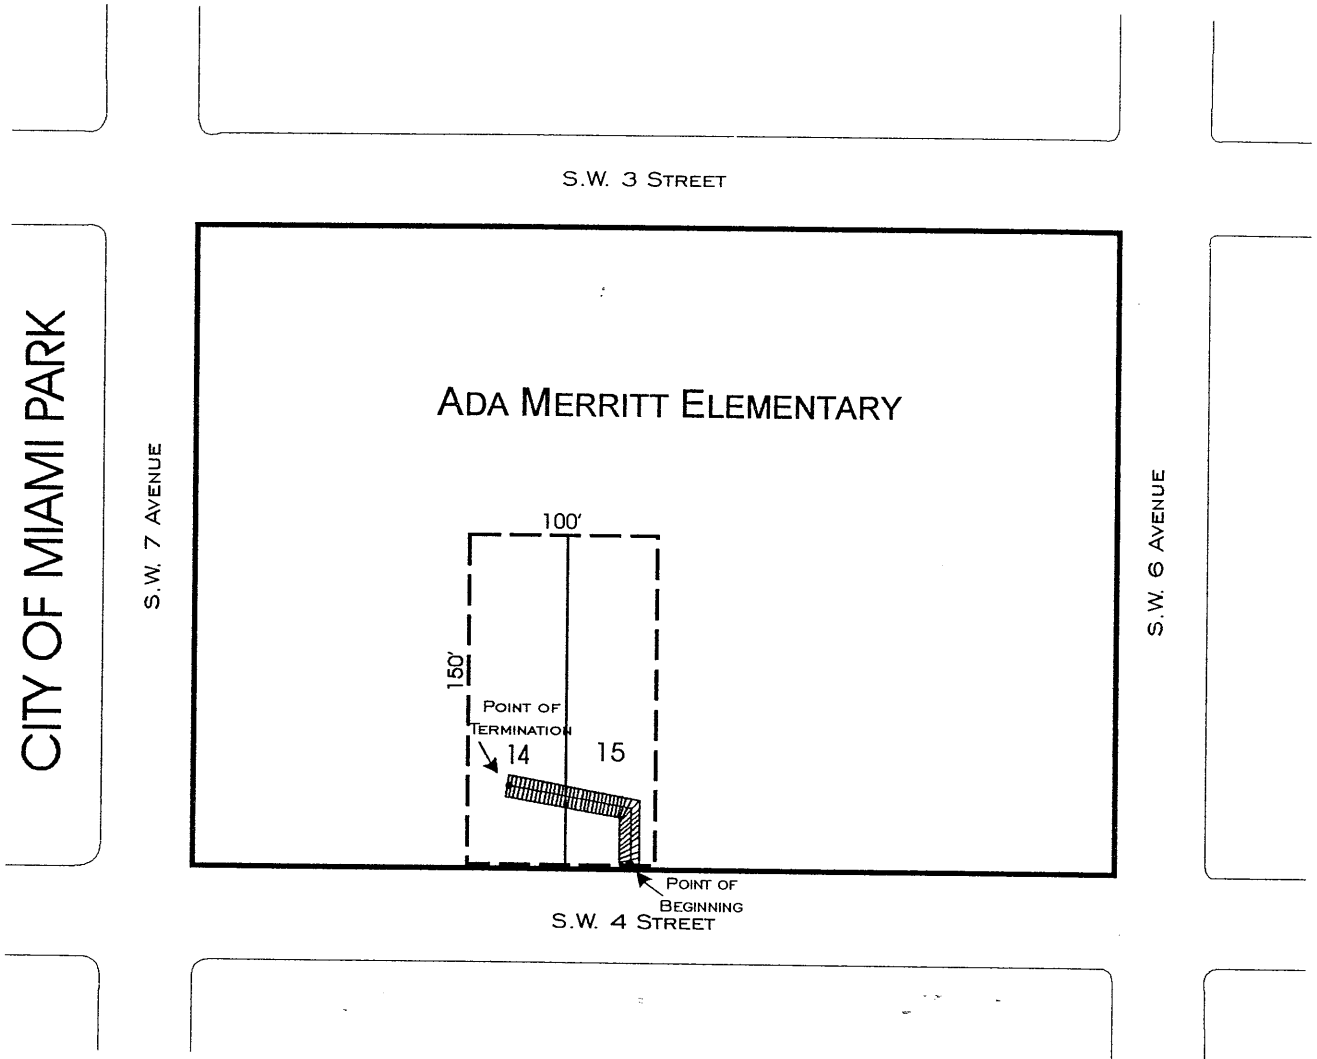 S.W. 3 STREET
CITY OF MIAMI PARK
S.W. 7 AVENUE
ADA MERRITT ELEMENTARY
S.W. 6 AVENUE
100'
150'
POINT OF
TERMINATION
14
15
POINT OF
BEGINNING
S.W. 4 STREET